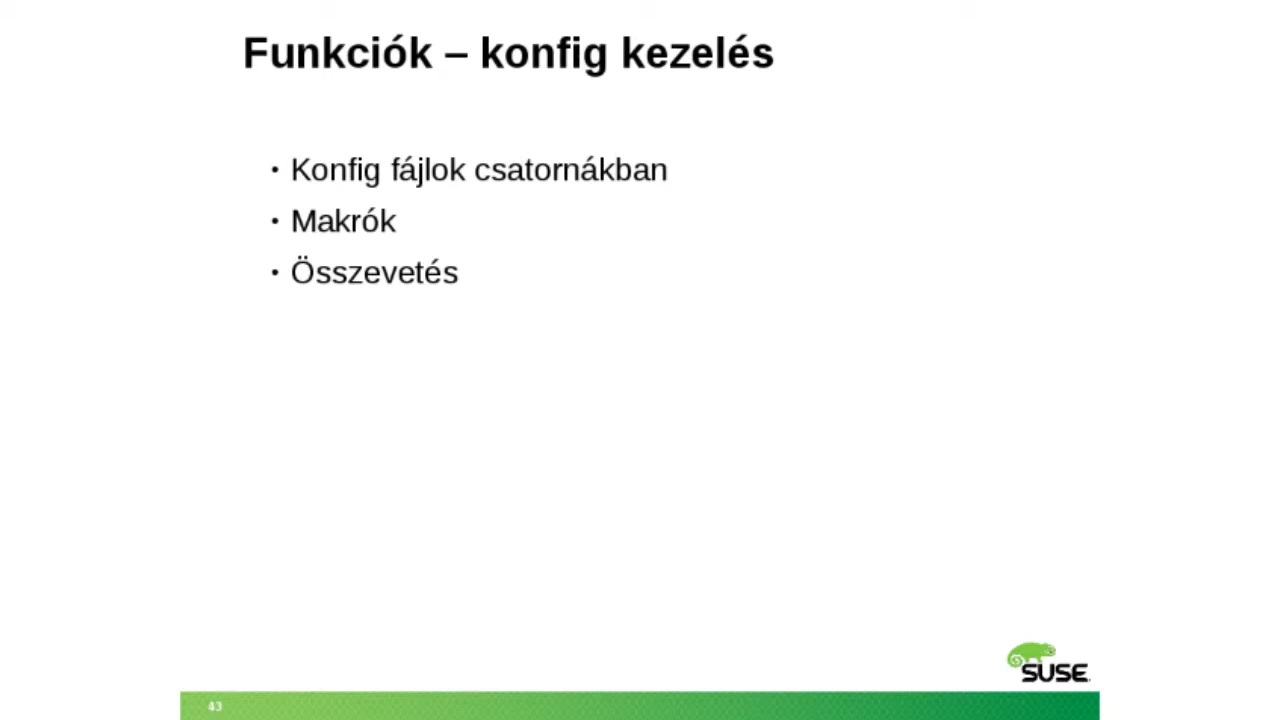 Funkciók – konfig kezelés
• Konfig fájlok csatornákban
• Makrók
• Összevetés
SUSE
43